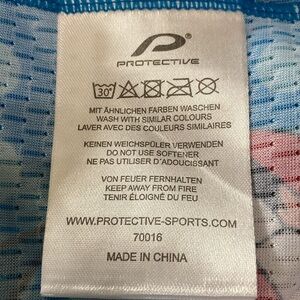 PROTECTIVE
30°
MIT ÄHNLICHEN FARBEN WASCHEN
WASH WITH SIMILAR COLOURS
LAVER AVEC DES COULEURS SIMILAIRES
KEINEN WEICHSPÜLER VERWENDEN
DO NOT USE SOFTENER
NE PAS UTILISER D'ADOUCISSANT
VON FEUER FERNHALTEN
KEEP AWAY FROM FIRE
TENIR ÉLOIGNÉ DU FEU
WWW.PROTECTIVE-SPORTS.COM
70016
MADE IN CHINA